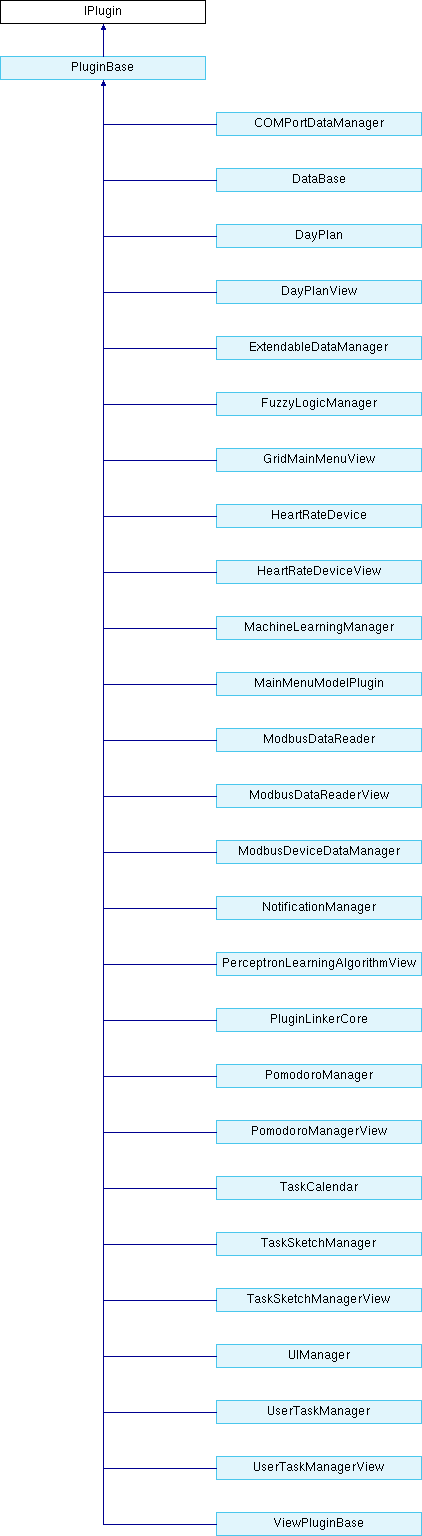 IPlugin
PluginBase
COMPortDataManager
DataBase
DayPlan
DayPlanView
ExtendableDataManager
FuzzyLogicManager
GridMainMenuView
HeartRateDevice
HeartRateDeviceView
MachineLearningManager
MainMenuModelPlugin
ModbusDataReader
ModbusDataReaderView
ModbusDeviceDataManager
NotificationManager
PerceptronLearningAlgorithmView
PluginLinkerCore
PomodoroManager
PomodoroManagerView
TaskCalendar
TaskSketchManager
TaskSketchManagerView
UIManager
UserTaskManager
UserTaskManagerView
ViewPluginBase